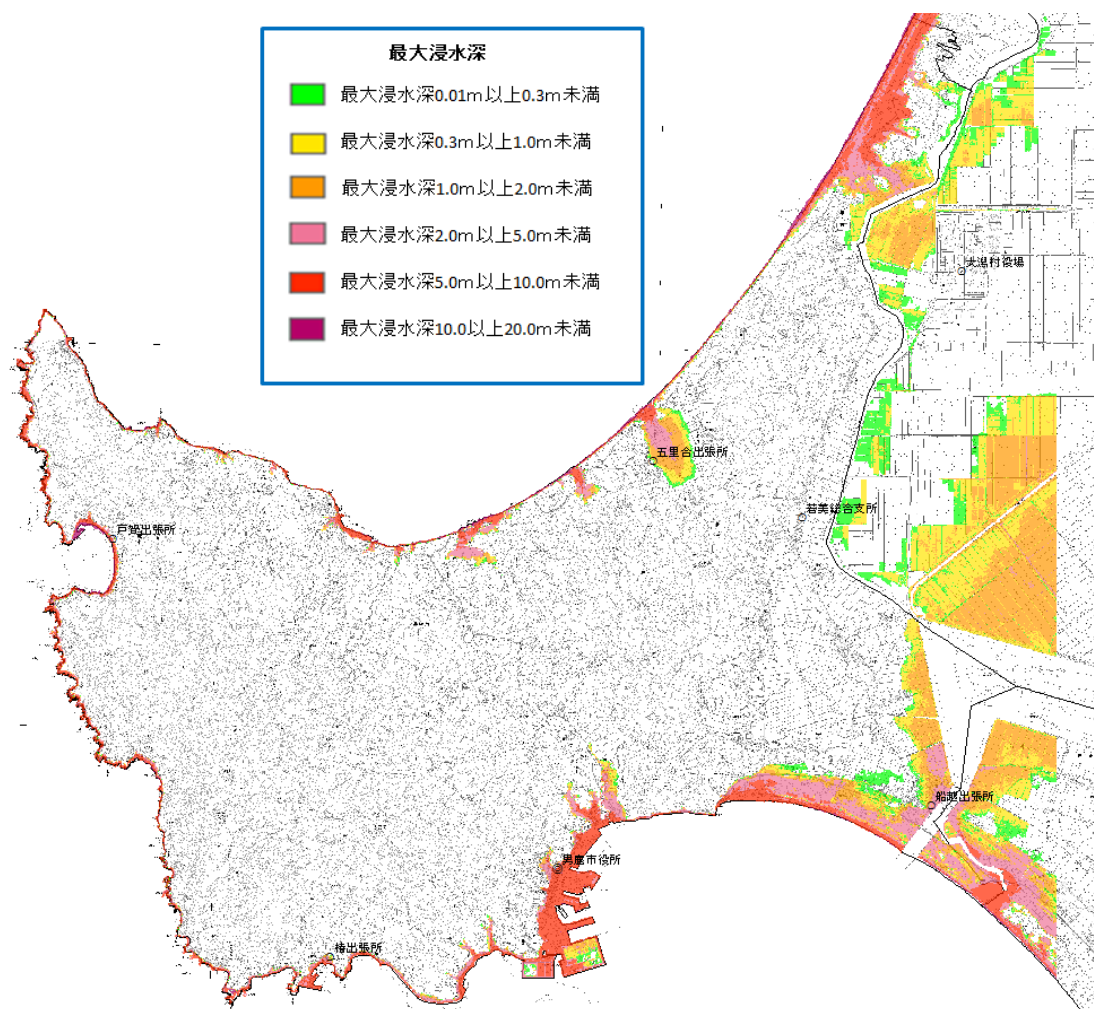 最大浸水深
最大浸水深0.01m以上0.3m未満
最大浸水深0.3m以上1.0m未満
最大浸水深1.0m以上2.0m未満
最大浸水深2.0m以上5.0m未満
最大浸水深5.0m以上10.0m未満
最大浸水深10.0以上20.0m未満
大潟村役場
五里合出張所
若美総合支所
戸賀出張所
船越出張所
男鹿市役所
椿出張所